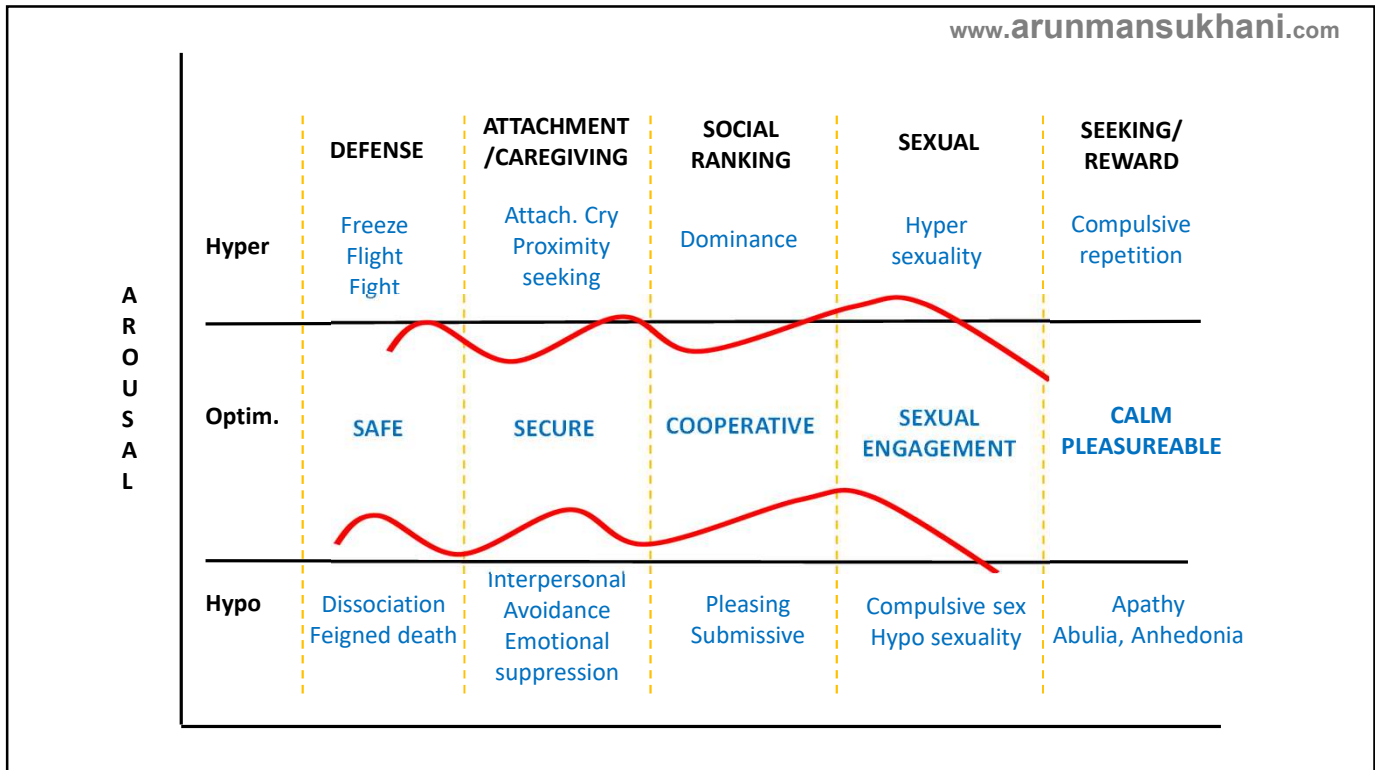 www.arunmansukhani.com
DEFENSE
ATTACHMENT
/CAREGIVING
SOCIAL
RANKING
SEXUAL
SEEKING/
REWARD
Hyper
Freeze
Flight
Fight
Attach. Cry
Proximity
seeking
Dominance
Hyper
sexuality
Compulsive
repetition
AROUSAL
Optim.
SAFE
SECURE
COOPERATIVE
SEXUAL
ENGAGEMENT
CALM
PLEASUREABLE
Hypo
Dissociation
Feigned death
Interpersonal
Avoidance
Emotional
suppression
Pleasing
Submissive
Compulsive sex
Hypo sexuality
Apathy
Abulia, Anhedonia